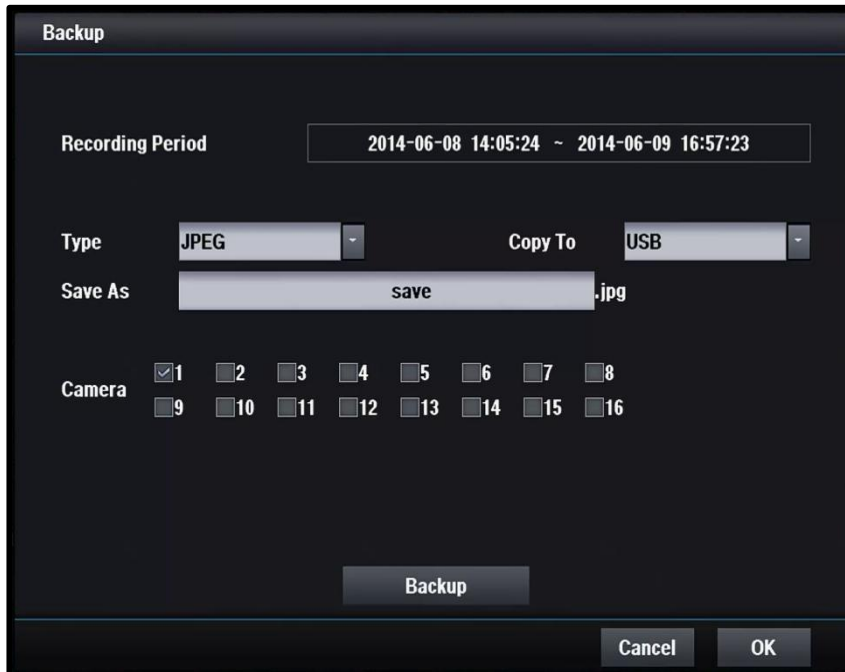 Backup
Recording Period 2014-06-08 14:05:24 ~ 2014-06-09 16:57:23
Type JPEG Copy To USB
Save As save .jpg
Camera
1 2 3 4 5 6 7 8
9 10 11 12 13 14 15 16
Backup
Cancel OK